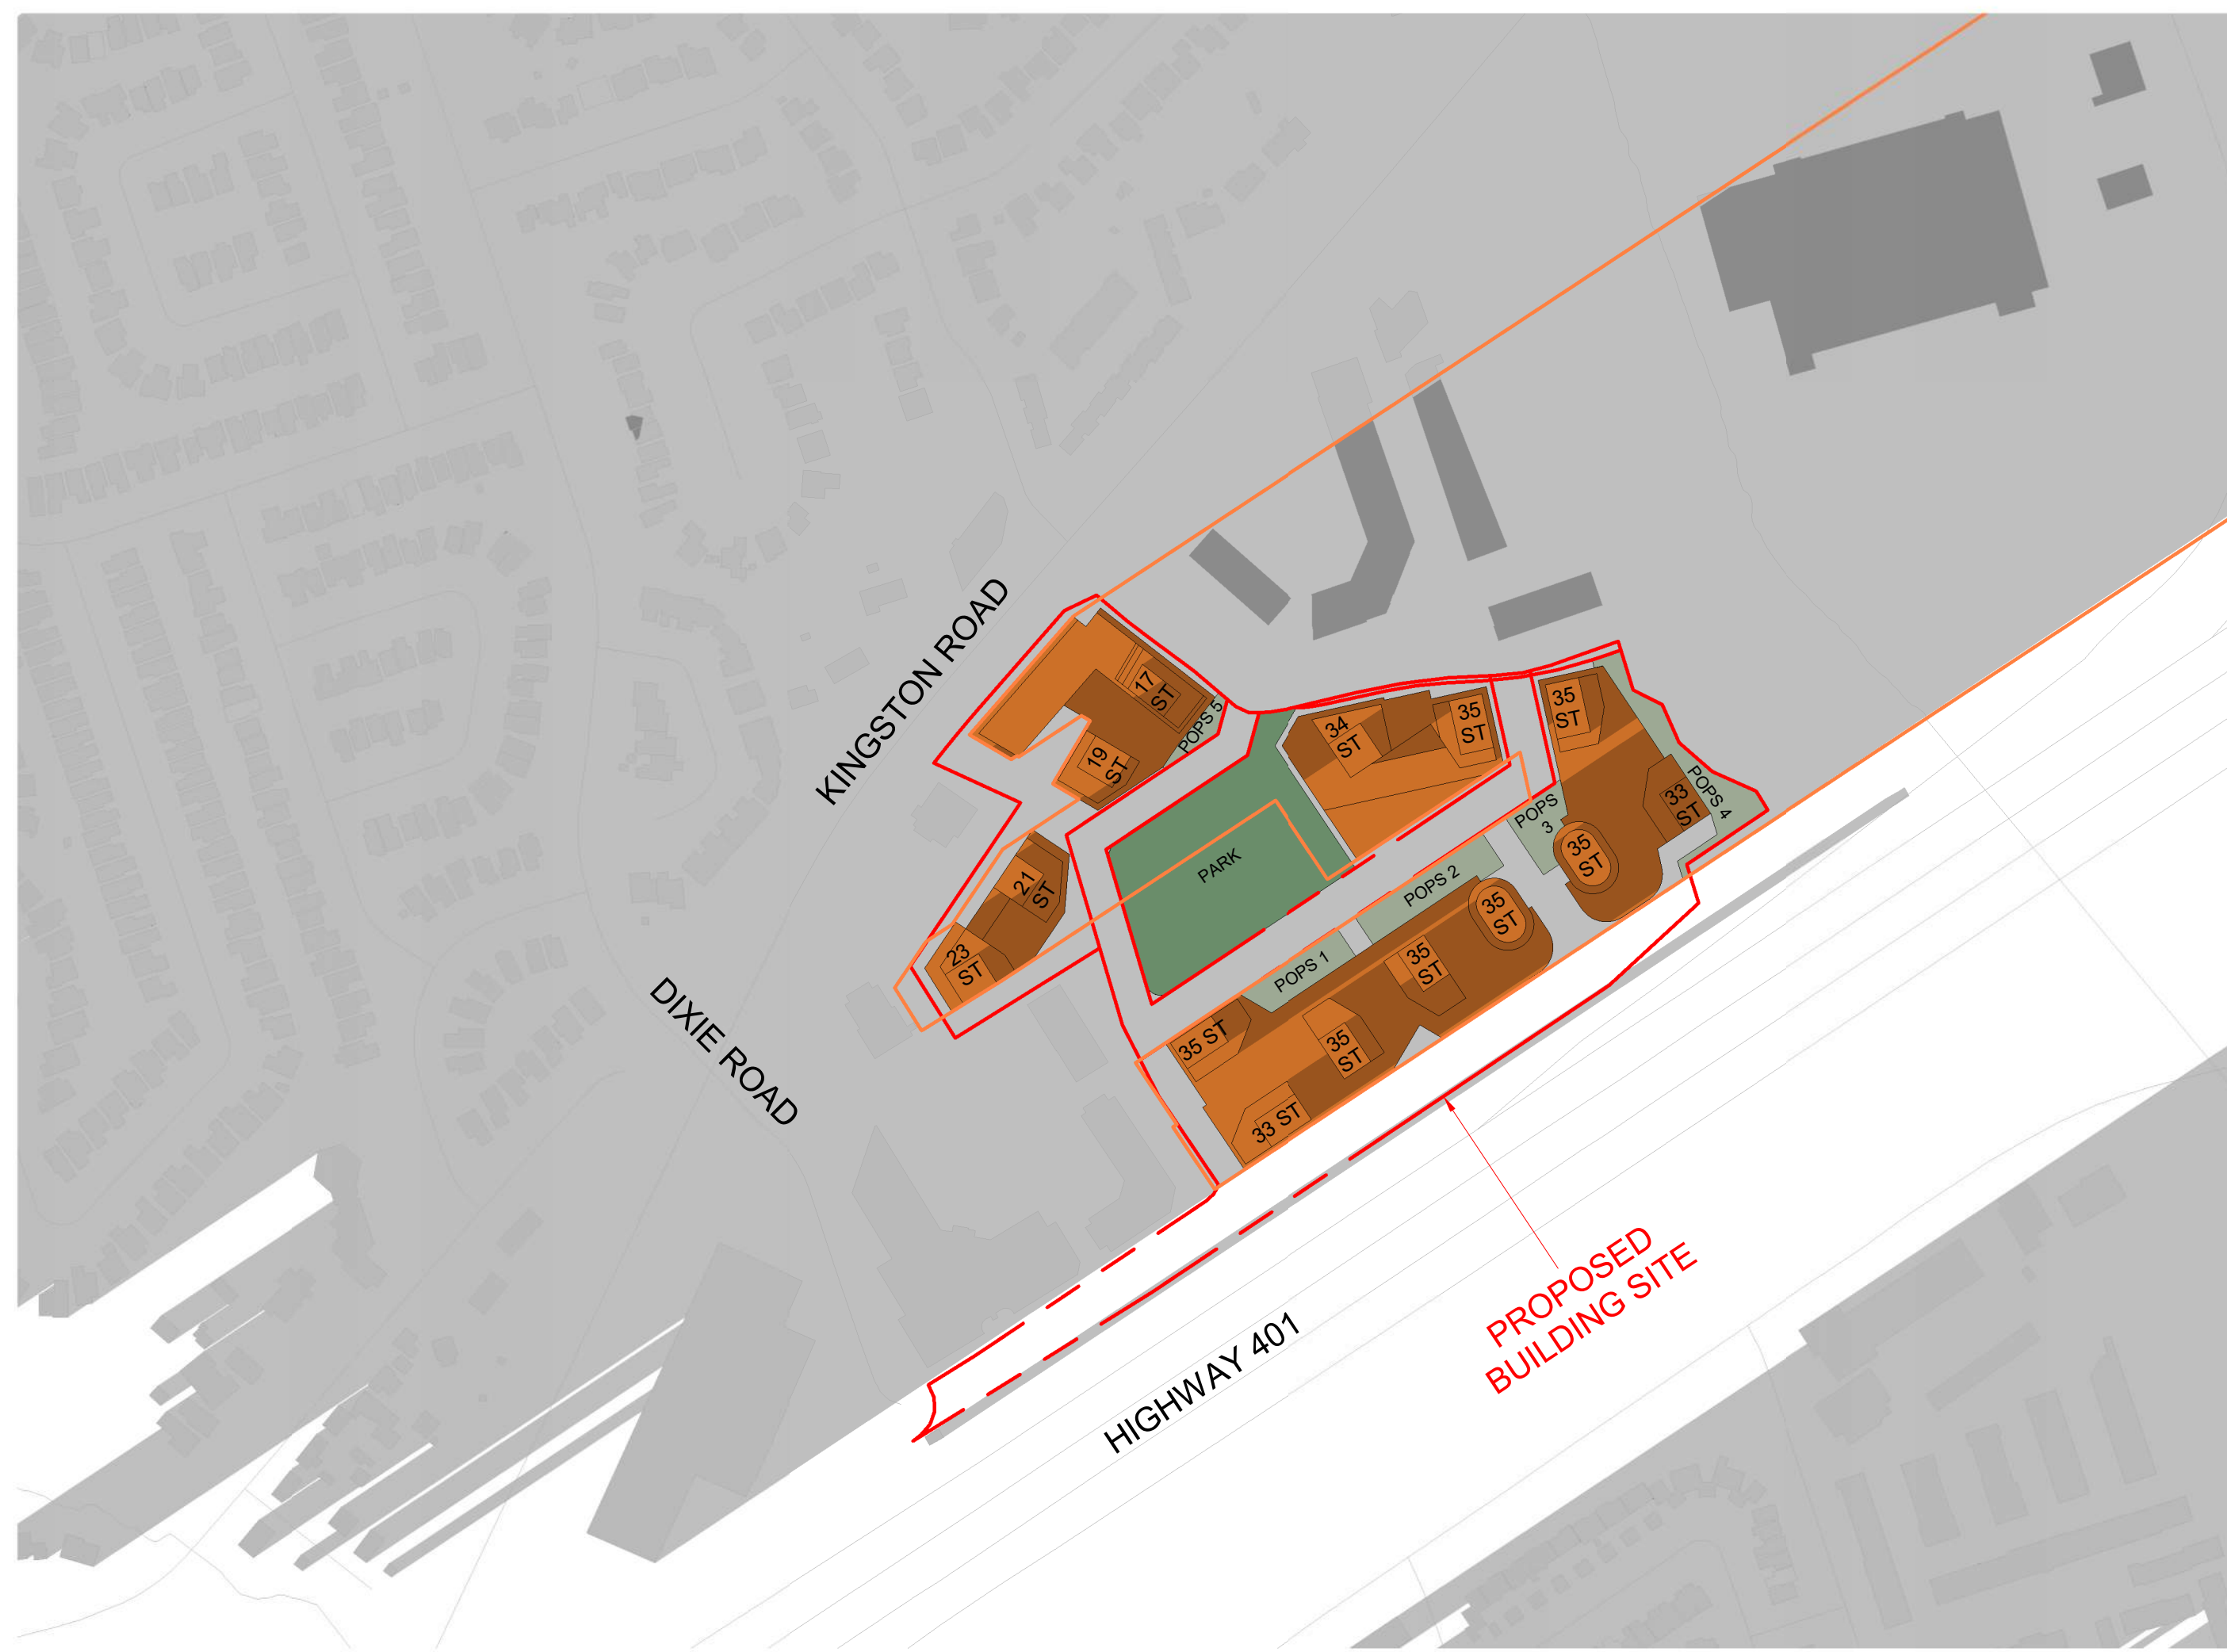 KINGSTON ROAD
17
ST
POPS 5
19
ST
34
ST
35
ST
35
ST
33
ST
POPS 4
POPS
3
35
ST
PARK
POPS 2
21
ST
23
ST
35
ST
35
ST
POPS 1
35 ST
35
ST
33 ST
DIXIE ROAD
PROPOSED
BUILDING SITE
HIGHWAY 401